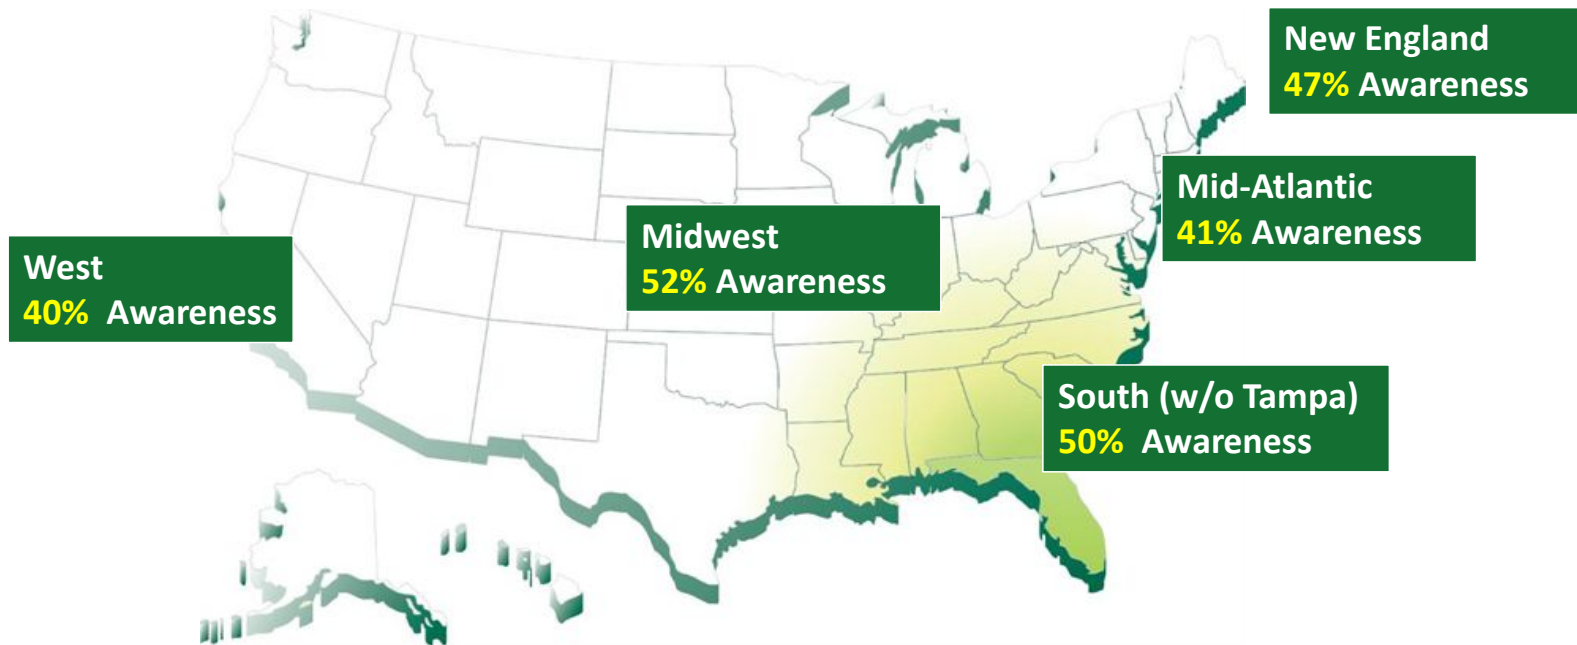 New England
47% Awareness
Mid-Atlantic
41% Awareness
Midwest
52% Awareness
West
40% Awareness
South (w/o Tampa)
50% Awareness